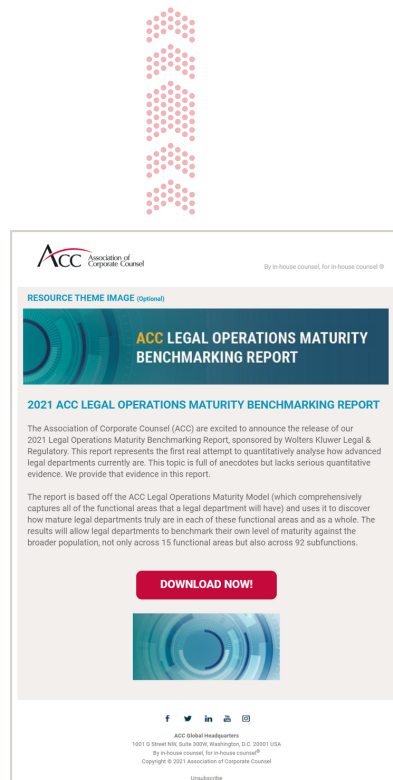 ACC Association of
Corporate Counsel
By in-house counsel, for in-house counsel ®
RESOURCE THEME IMAGE (Optional)
ACC LEGAL OPERATIONS MATURITY
BENCHMARKING REPORT
2021 ACC LEGAL OPERATIONS MATURITY BENCHMARKING REPORT
The Association of Corporate Counsel (ACC) are excited to announce the release of our
2021 Legal Operations Maturity Benchmarking Report, sponsored by Wolters Kluwer Legal &
Regulatory. This report represents the first real attempt to quantitatively analyse how advanced
legal departments currently are. This topic is full of anecdotes but lacks serious quantitative
evidence. We provide that evidence in this report.
The report is based off the ACC Legal Operations Maturity Model (which comprehensively
captures all of the functional areas that a legal department will have) and uses it to discover
how mature legal departments truly are in each of these functional areas and as a whole. The
results will allow legal departments to benchmark their own level of maturity against the
broader population, not only across 15 functional areas but also across 92 subfunctions.
DOWNLOAD NOW!
ACC Global Headquarters
1001 G Street NW, Suite 300W, Washington, D.C. 20001 USA
By in-house counsel, for in-house counsel®
Copyright © 2021 Association of Corporate Counsel
Unsubscribe